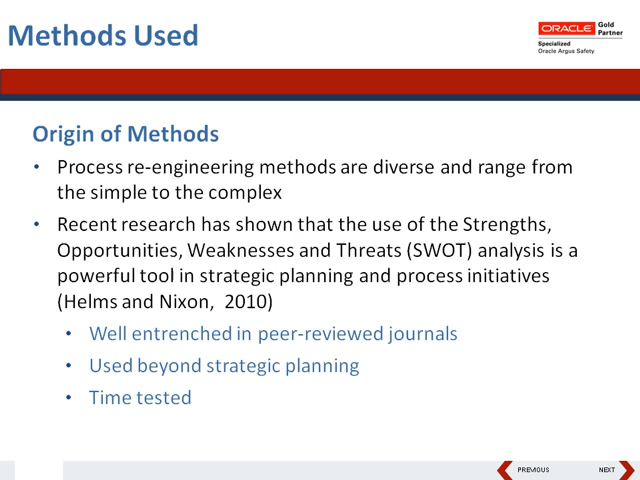 Methods Used
ORACLE
Gold
Partner
Specialized
Oracle Argus Safety
Origin of Methods
• Process re-engineering methods are diverse and range from
the simple to the complex
• Recent research has shown that the use of the Strengths,
Opportunities, Weaknesses and Threats (SWOT) analysis is a
powerful tool in strategic planning and process initiatives
(Helms and Nixon, 2010)
• Well entrenched in peer-reviewed journals
• Used beyond strategic planning
• Time tested
PREVIOUS
NEXT